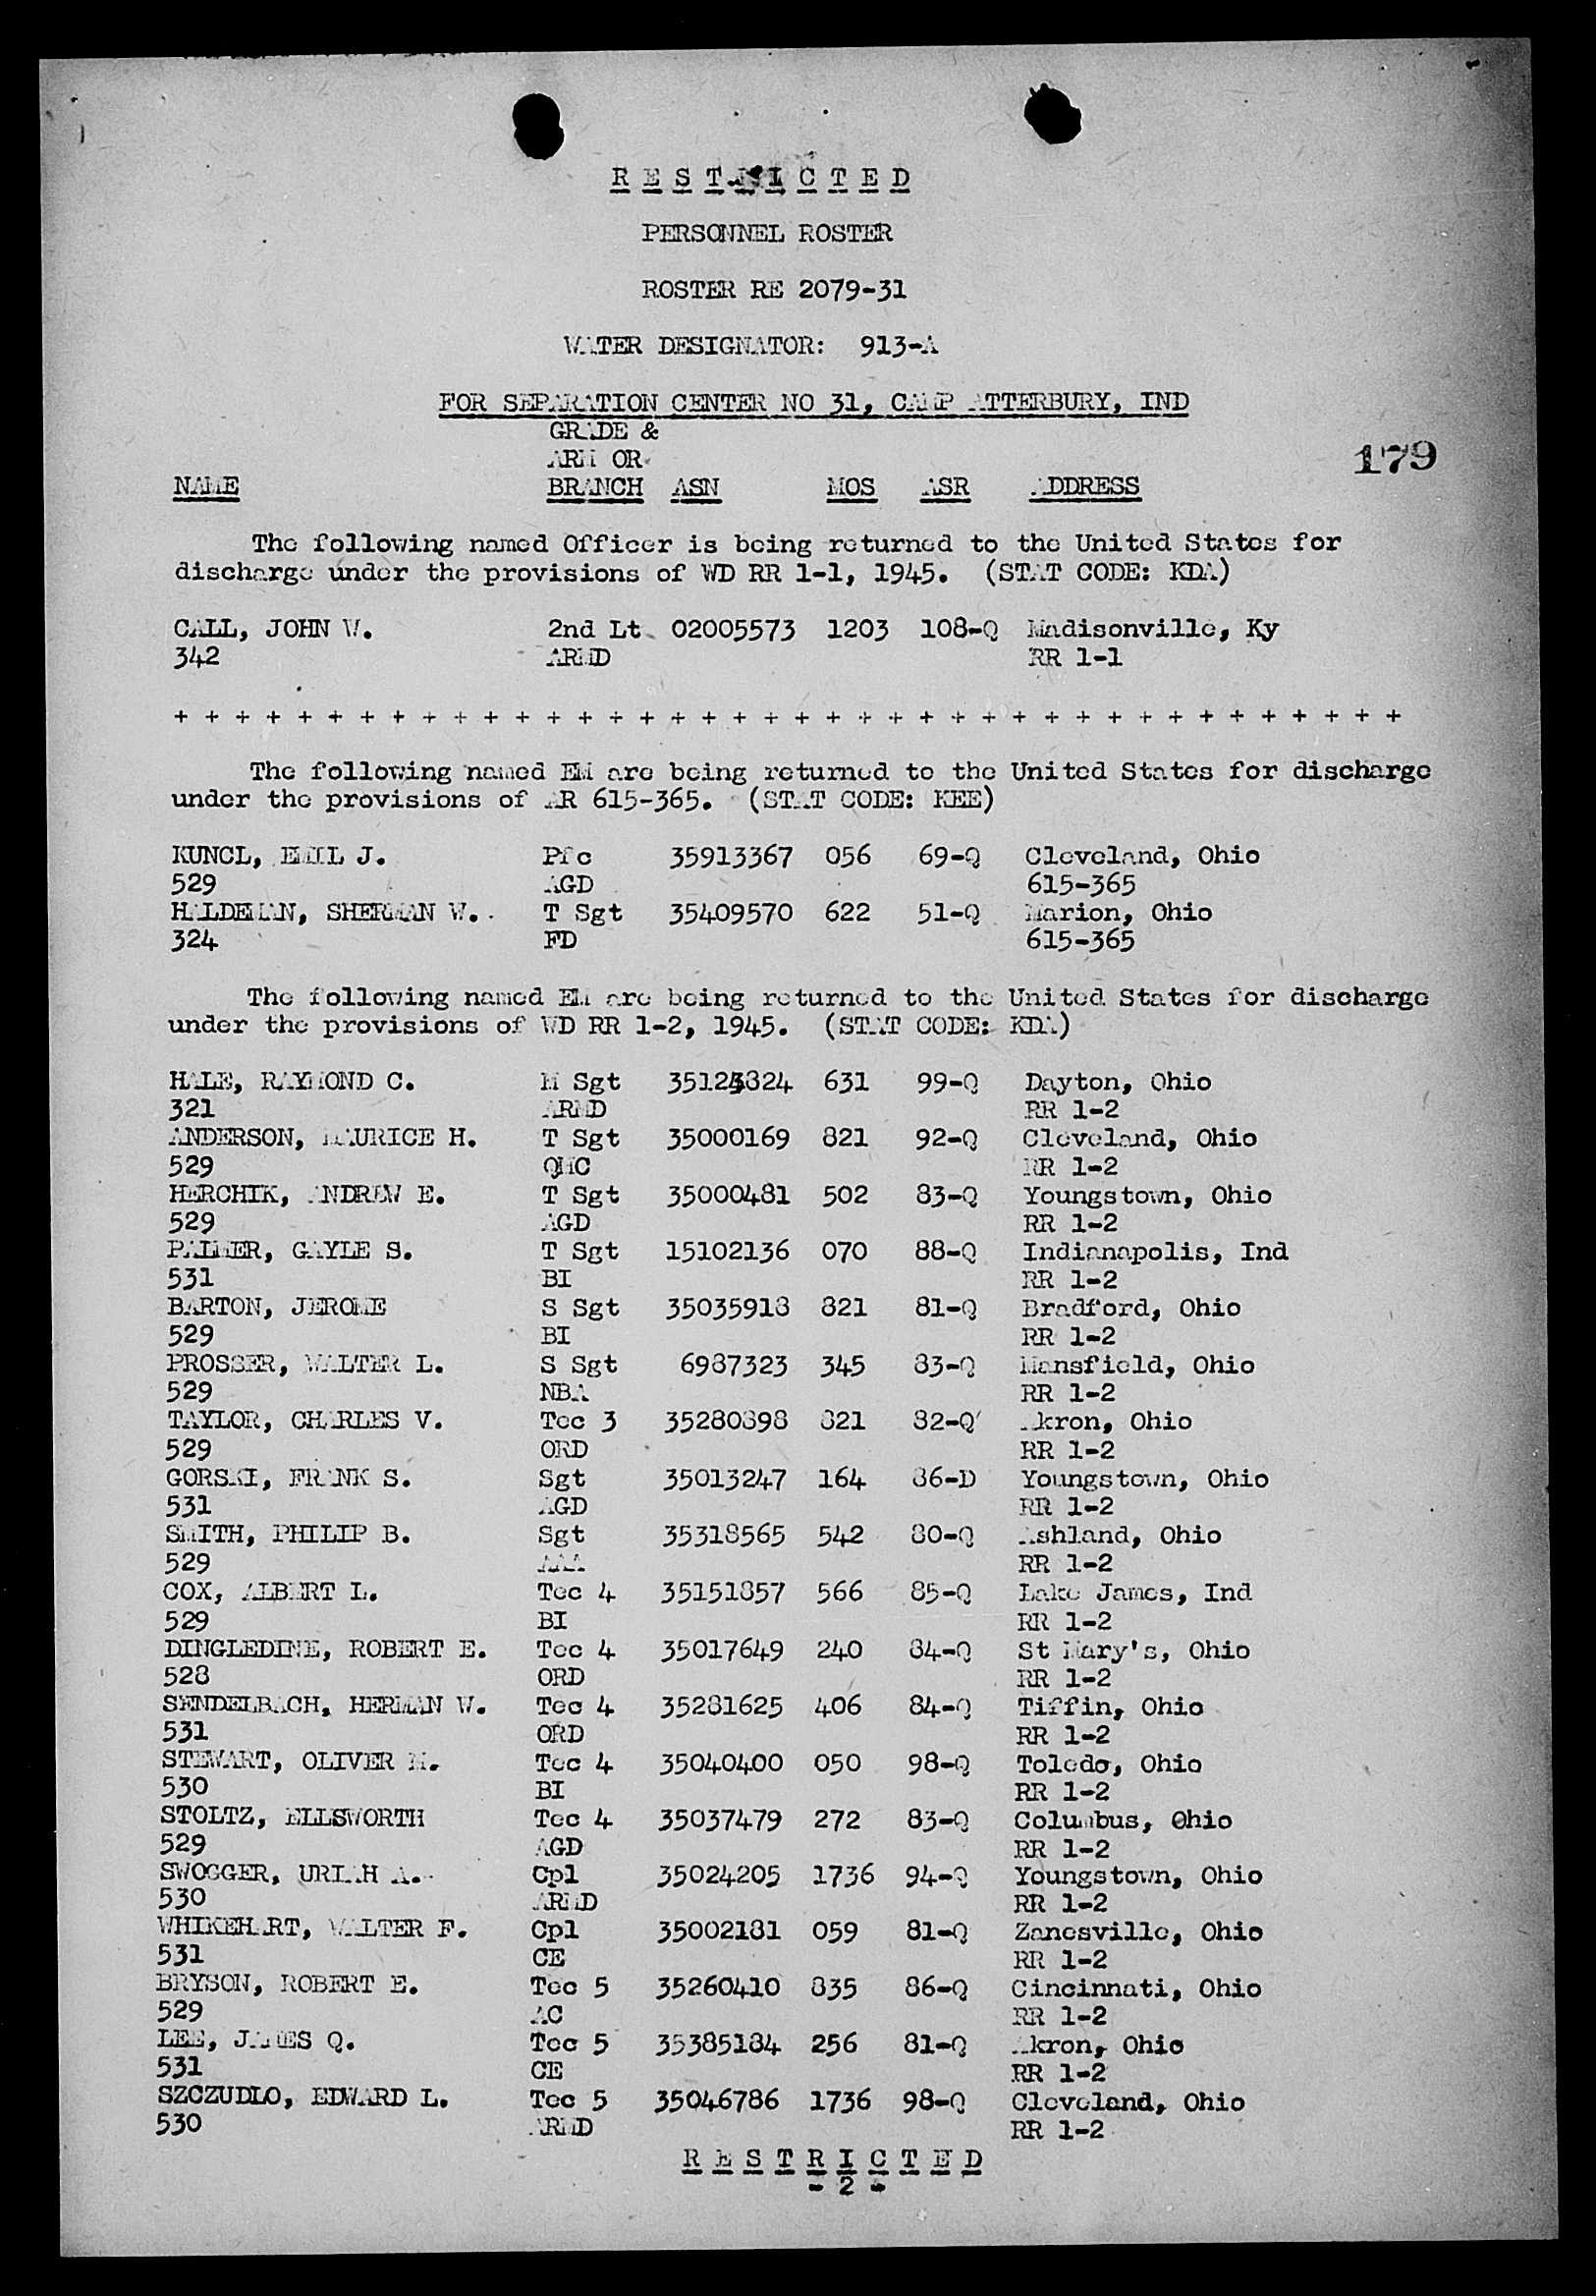 RESTRICTED
PERSONNEL ROSTER
ROSTER RE 2079-31
WATER DESIGNATOR: 913-A
FOR SEPARATION CENTER NO 31, CAMP ATTERBURY, IND
GRADE &
ARM OR
179
NAME BRANCH ASN MOS ASR ADDRESS
The following named Officer is being returned to the United States for
discharge under the provisions of WD RR 1-1, 1945. (STAT CODE: KDA)
CALL, JOHN W. 2nd Lt 02005573 1203 108-Q Madisonville, Ky
342 ARMD RR 1-1
+ + + + + + + + + + + + + + + + + + + + + + + + + + + + + + + + + + + + + + + +
The following named EM are being returned to the United States for discharge
under the provisions of AR 615-365. (STAT CODE: KEE)
KUNCL, EMIL J. Pfc 35913367 056 69-Q Cleveland, Ohio
529 AGD 615-365
HALDEMAN, SHERMAN W. T Sgt 35409570 622 51-Q Marion, Ohio
324 FD 615-365
The following named EM are being returned to the United States for discharge
under the provisions of WD RR 1-2, 1945. (STAT CODE: KDA)
HALE, RAYMOND C. M Sgt 631 99-Q Dayton, Ohio
321 ARMD RR 1-2
ANDERSON, MAURICE H. T Sgt 35000169 821 92-Q Cleveland, Ohio
529 QMC RR 1-2
HERCHIK, ANDREW E. T Sgt 35000481 502 83-Q Youngstown, Ohio
529 AGD RR 1-2
PALMER, GAYLE S. T Sgt 15102136 070 88-Q Indianapolis, Ind
531 BI RR 1-2
BARTON, JEROME S Sgt 35035918 821 81-Q Bradford, Ohio
529 BI RR 1-2
PROSSER, WALTER L. S Sgt 6987323 345 83-Q Mansfield, Ohio
529 NBA RR 1-2
TAYLOR, CHARLES V. Tec 3 35280898 821 82-Q Akron, Ohio
529 ORD RR 1-2
GORSKI, FRANK S. Sgt 35013247 164 86-D Youngstown, Ohio
531 AGD RR 1-2
SMITH, PHILIP B. Sgt 35318565 542 80-Q Ashland, Ohio
529 AAA RR 1-2
COX, ALBERT L. Tec 4 35151857 566 85-Q Lake James, Ind
529 BI RR 1-2
DINGLEDINE, ROBERT E. Tec 4 35017649 240 84-Q St Mary's, Ohio
528 ORD RR 1-2
SENDELBACH, HERMAN W. Tec 4 35281625 406 84-Q Tiffin, Ohio
531 ORD RR 1-2
STEWART, OLIVER M. Tec 4 35040400 050 98-Q Toledo, Ohio
530 BI RR 1-2
STOLTZ, ELLSWORTH Tec 4 35037479 272 83-Q Columbus, Ohio
529 AGD RR 1-2
SWOGGER, URIAH A. Cpl 35024205 1736 94-Q Youngstown, Ohio
530 ARMD RR 1-2
WHIKEHART, WALTER F. Cpl 35002181 059 81-Q Zanesville, Ohio
531 CE RR 1-2
BRYSON, ROBERT E. Tec 5 35260410 835 86-Q Cincinnati, Ohio
529 AC RR 1-2
LEE, JAMES Q. Tec 5 35385184 256 81-Q Akron, Ohio
531 CE RR 1-2
SZCZUDLO, EDWARD L. Tec 5 35046786 1736 98-Q Cleveland, Ohio
530 ARMD RR 1-2
RESTRICTED
- 2 -